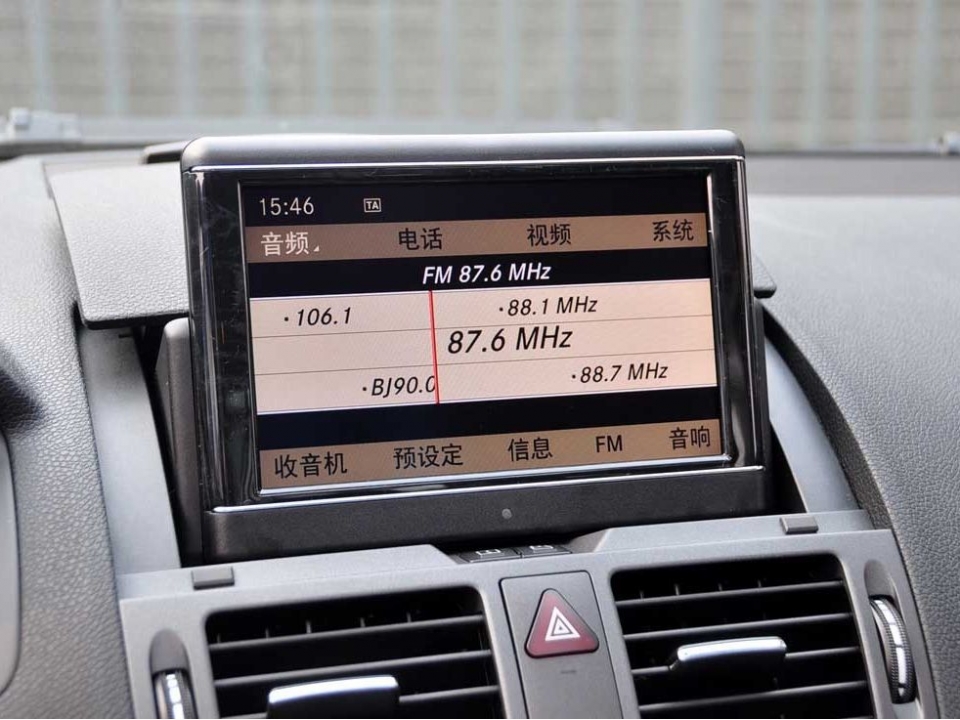 15:46 TA
音频 电话 视频 系统
FM 87.6 MHz
·106.1 ·88.1 MHz
87.6 MHz
·BJ90.0 ·88.7 MHz
收音机 预设定 信息 FM 音响